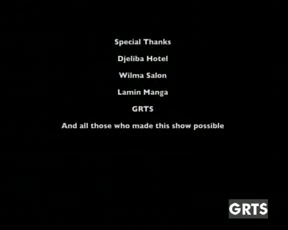 Special Thanks
Djeliba Hotel
Wilma Salon
Lamin Manga
GRTS
And all those who made this show possible
GRTS